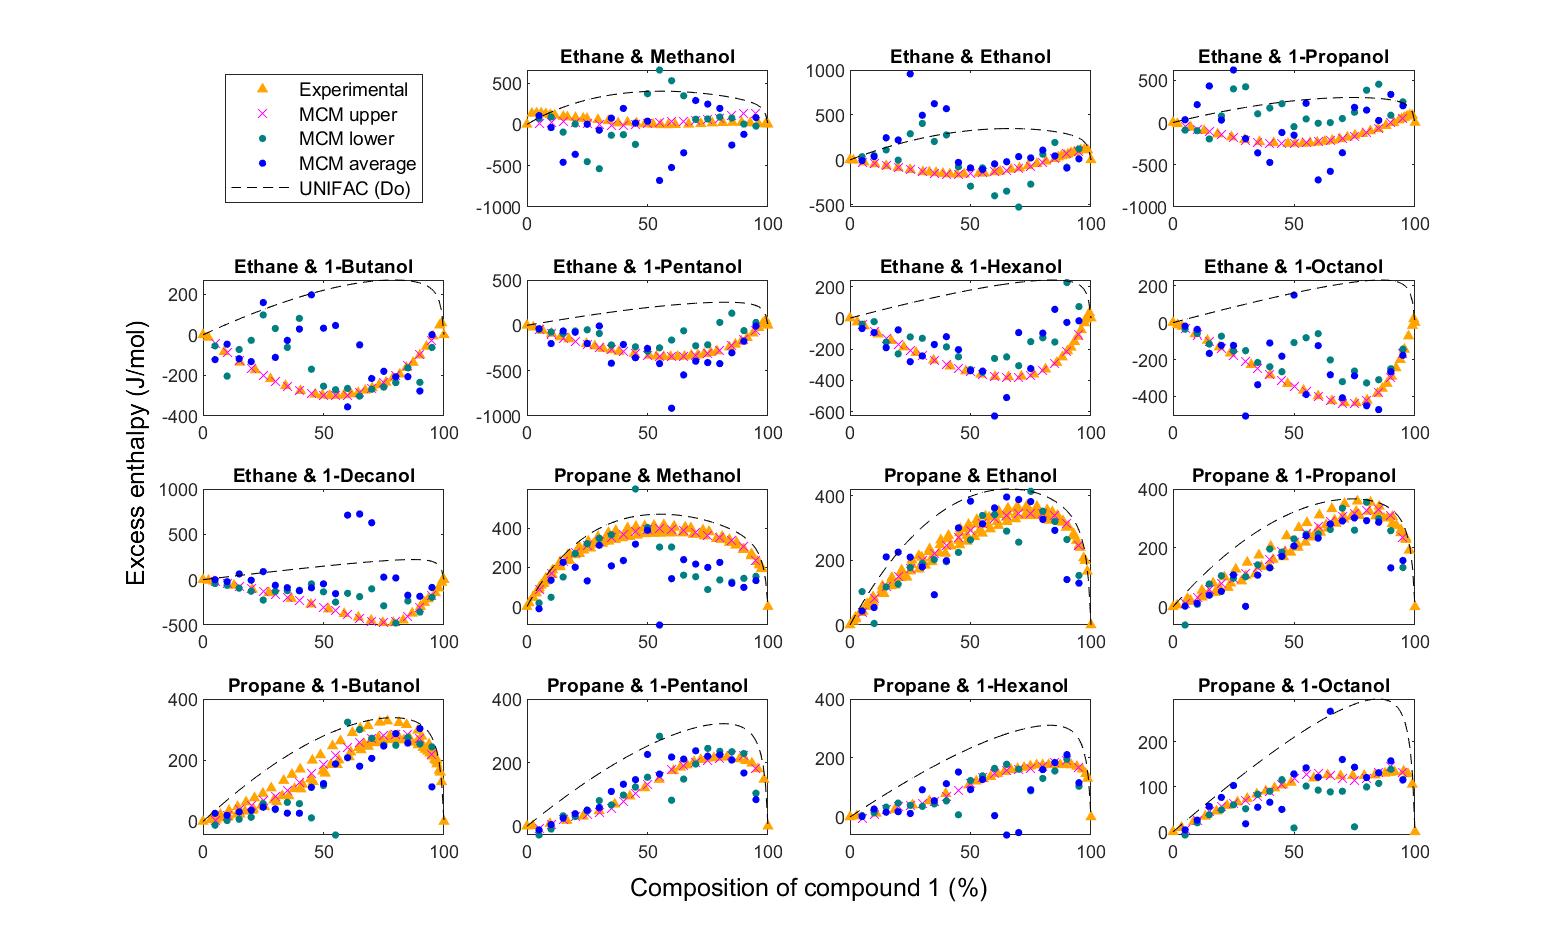 Experimental
MCM upper
MCM lower
MCM average
UNIFAC (Do)
Ethane & Methanol
500
0
-500
-1000
0 50 100
Ethane & Ethanol
1000
500
0
-500
0 50 100
Ethane & 1-Propanol
500
0
-500
-1000
0 50 100
Ethane & 1-Butanol
200
0
-200
-400
0 50 100
Ethane & 1-Pentanol
500
0
-500
-1000
0 50 100
Ethane & 1-Hexanol
200
0
-200
-400
-600
0 50 100
Ethane & 1-Octanol
200
0
-200
-400
0 50 100
Ethane & 1-Decanol
1000
500
0
-500
0 50 100
Propane & Methanol
400
200
0
0 50 100
Propane & Ethanol
400
200
0
0 50 100
Propane & 1-Propanol
400
200
0
0 50 100
Propane & 1-Butanol
400
200
0
0 50 100
Propane & 1-Pentanol
400
200
0
0 50 100
Propane & 1-Hexanol
400
200
0
0 50 100
Propane & 1-Octanol
200
100
0
0 50 100
Excess enthalpy (J/mol)
Composition of compound 1 (%)